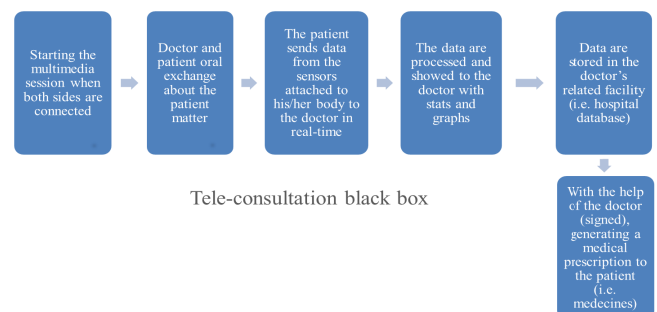 Starting the
multimedia
session when
both sides are
connected
Doctor and
patient oral
exchange
about the
patient
matter
The patient
sends data
from the
sensors
attached to
his/her body to
the doctor in
real-time
The data are
processed and
showed to the
doctor with
stats and
graphs
Data are
stored in the
doctor's
related facility
(i.e. hospital
database)
With the help
of the doctor
(signed),
generating a
medical
prescription to
the patient
(i.e.
medecines)
Tele-consultation black box